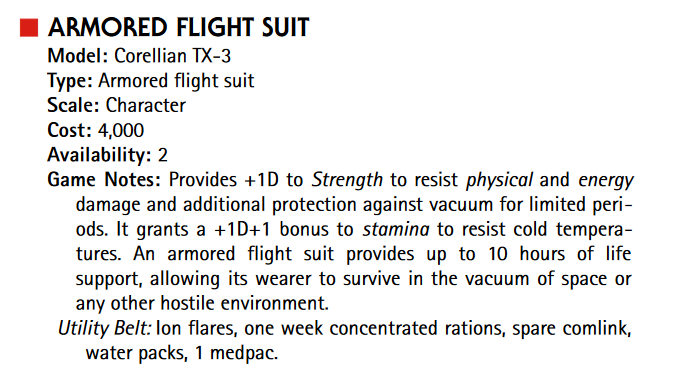 ARMORED FLIGHT SUIT
Model: Corellian TX-3
Type: Armored flight suit
Scale: Character
Cost: 4,000
Availability: 2
Game Notes: Provides +1D to Strength to resist physical and energy
damage and additional protection against vacuum for limited peri-
ods. It grants a +1D+1 bonus to stamina to resist cold tempera-
tures. An armored flight suit provides up to 10 hours of life
support, allowing its wearer to survive in the vacuum of space or
any other hostile environment.
Utility Belt: Ion flares, one week concentrated rations, spare comlink,
water packs, 1 medpac.